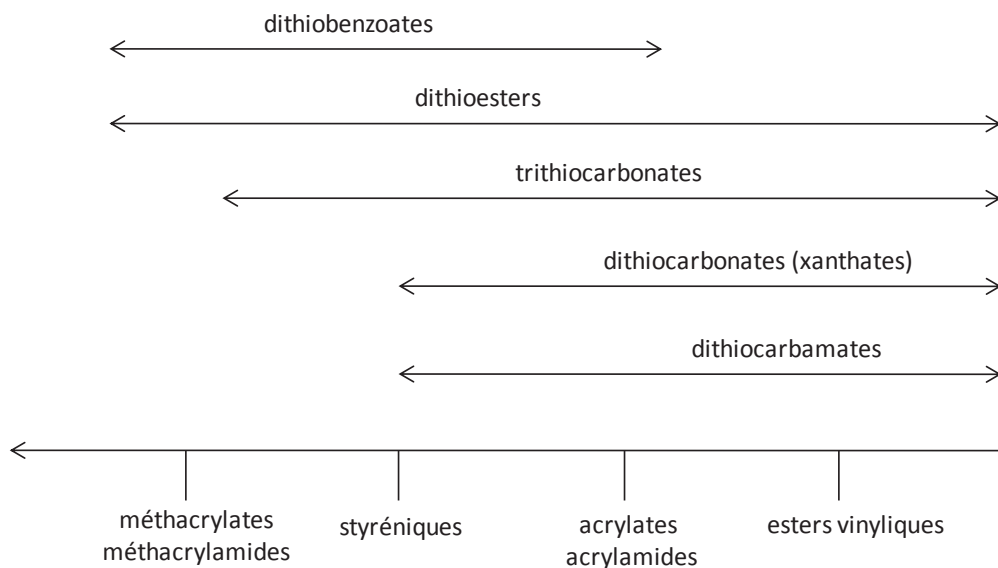 dithiobenzoates
dithioesters
trithiocarbonates
dithiocarbonates (xanthates)
dithiocarbamates
méthacrylates
méthacrylamides
styréniques
acrylates
acrylamides
esters vinyliques